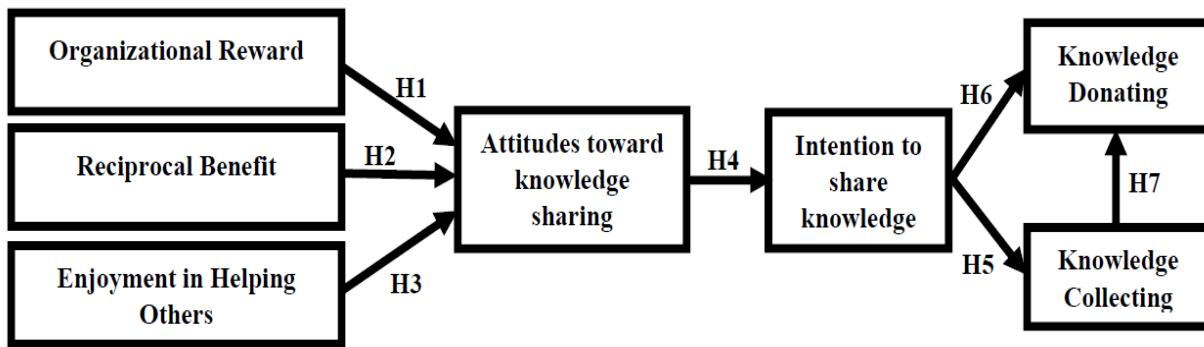 Organizational Reward
H1
Reciprocal Benefit
H2
Enjoyment in Helping
Others
H3
Attitudes toward
knowledge
sharing
H4
Intention to
share
knowledge
H6
H5
Knowledge
Donating
H7
Knowledge
Collecting